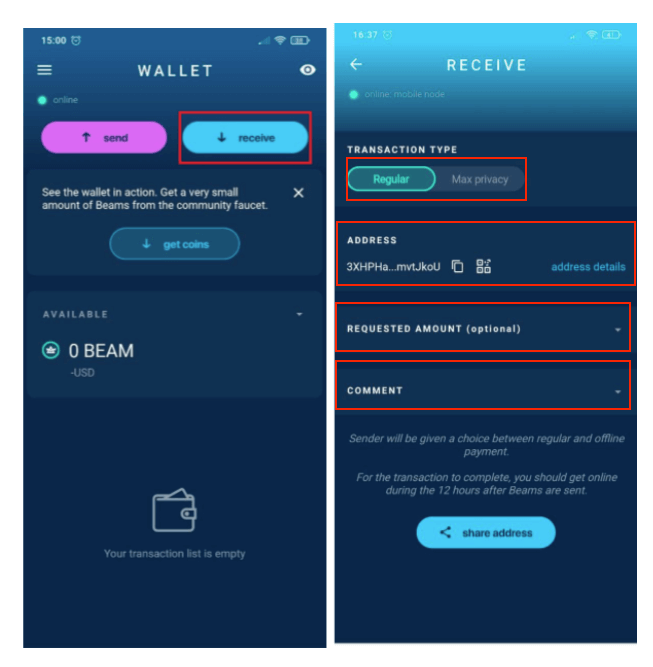 15:00
WALLET
online
send
receive
See the wallet in action. Get a very small
amount of Beams from the community faucet.
get coins
AVAILABLE
0 BEAM
-USD
Your transaction list is empty
16:37
RECEIVE
online: mobile node
TRANSACTION TYPE
Regular
Max privacy
ADDRESS
3XHPHa...mvtJkoU
address details
REQUESTED AMOUNT (optional)
COMMENT
Sender will be given a choice between regular and offline
payment.
For the transaction to complete, you should get online
during the 12 hours after Beams are sent.
share address